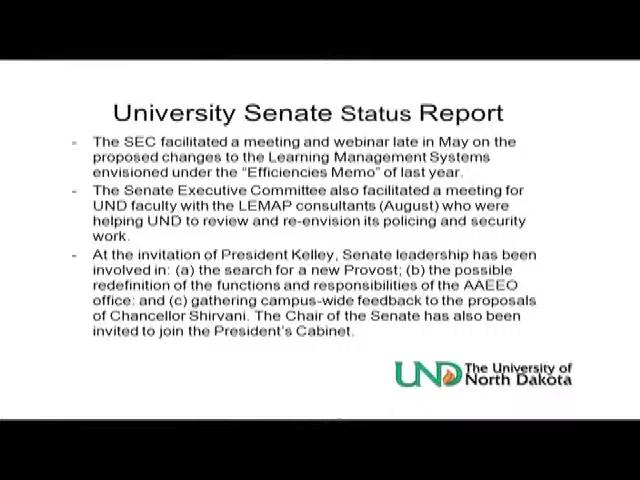 University Senate Status Report
- The SEC facilitated a meeting and webinar late in May on the
proposed changes to the Learning Management Systems
envisioned under the “Efficiencies Memo” of last year.
- The Senate Executive Committee also facilitated a meeting for
UND faculty with the LEMAP consultants (August) who were
helping UND to review and re-envision its policing and security
work.
- At the invitation of President Kelley, Senate leadership has been
involved in: (a) the search for a new Provost; (b) the possible
redefinition of the functions and responsibilities of the AAEEO
office: and (c) gathering campus-wide feedback to the proposals
of Chancellor Shirvani. The Chair of the Senate has also been
invited to join the President’s Cabinet.
UND The University of
North Dakota